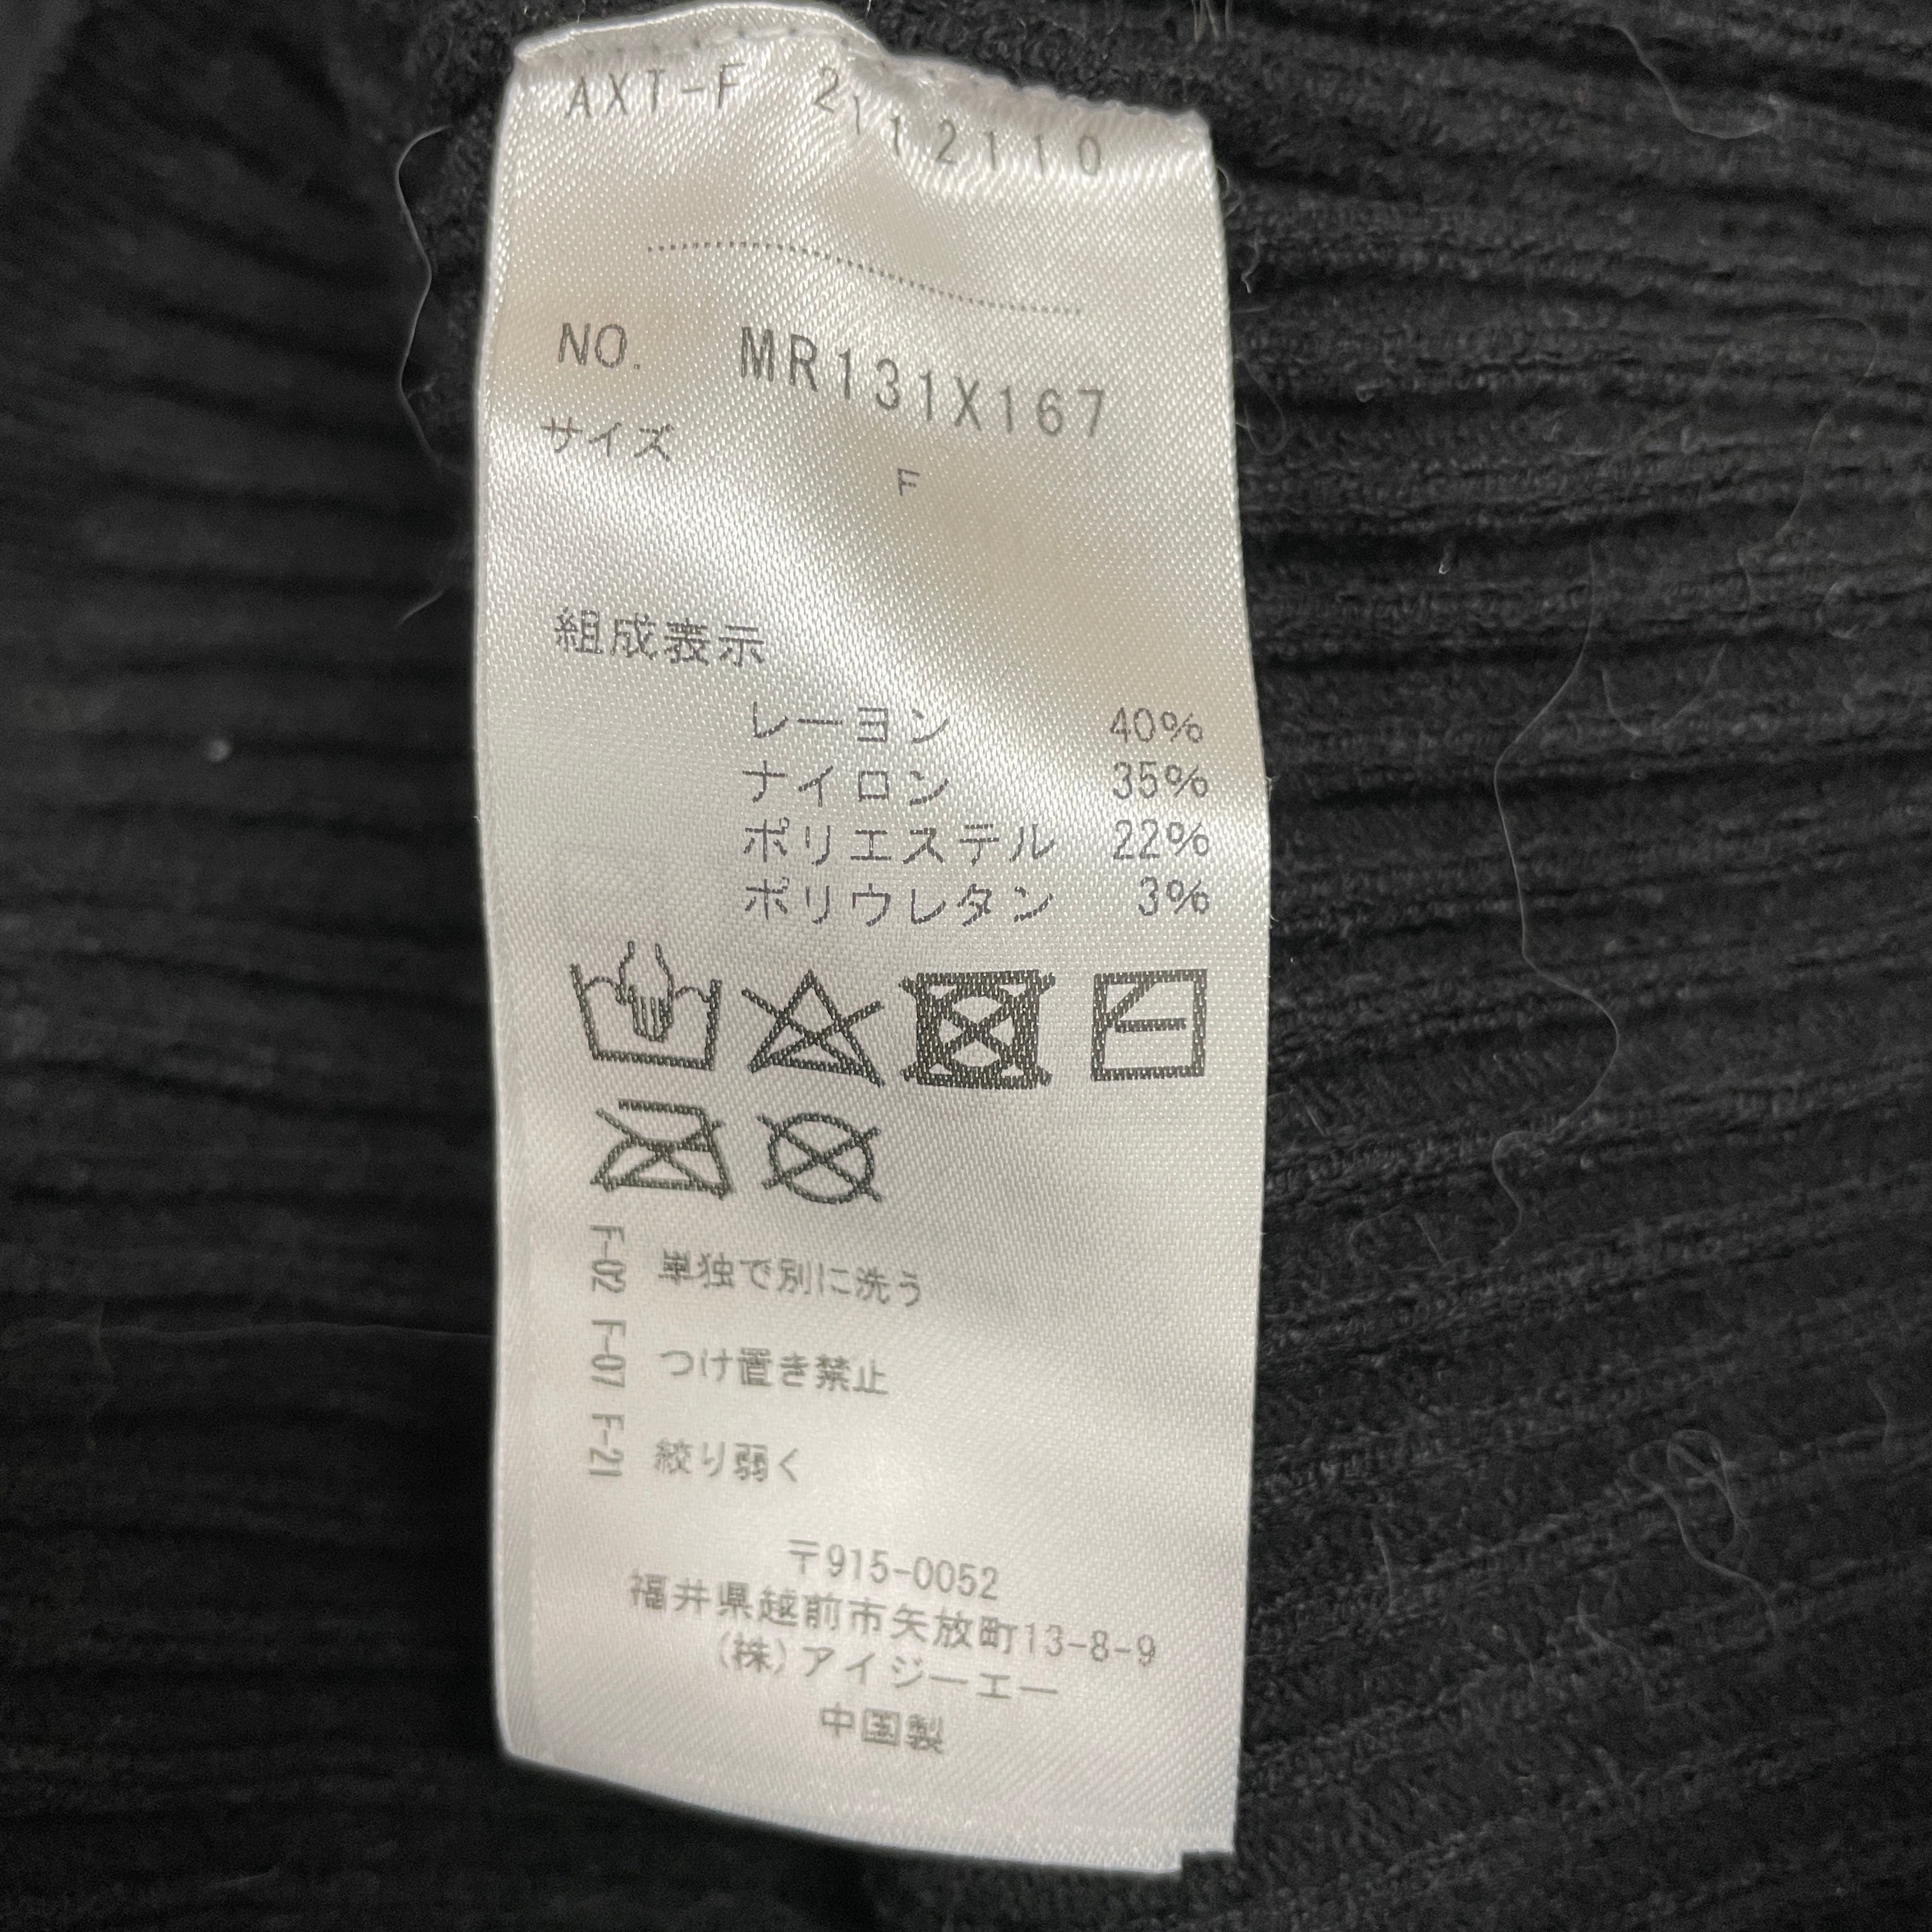 AXT-F 2112110
NO. MR131X167
サイズ F
組成表示
レーヨン 40%
ナイロン 35%
ポリエステル 22%
ポリウレタン 3%
F-02 単独で別に洗う
F-07 つけ置き禁止
F-21 絞り弱く
〒915-0052
福井県越前市矢放町13-8-9
(株)アイジーエー
中国製